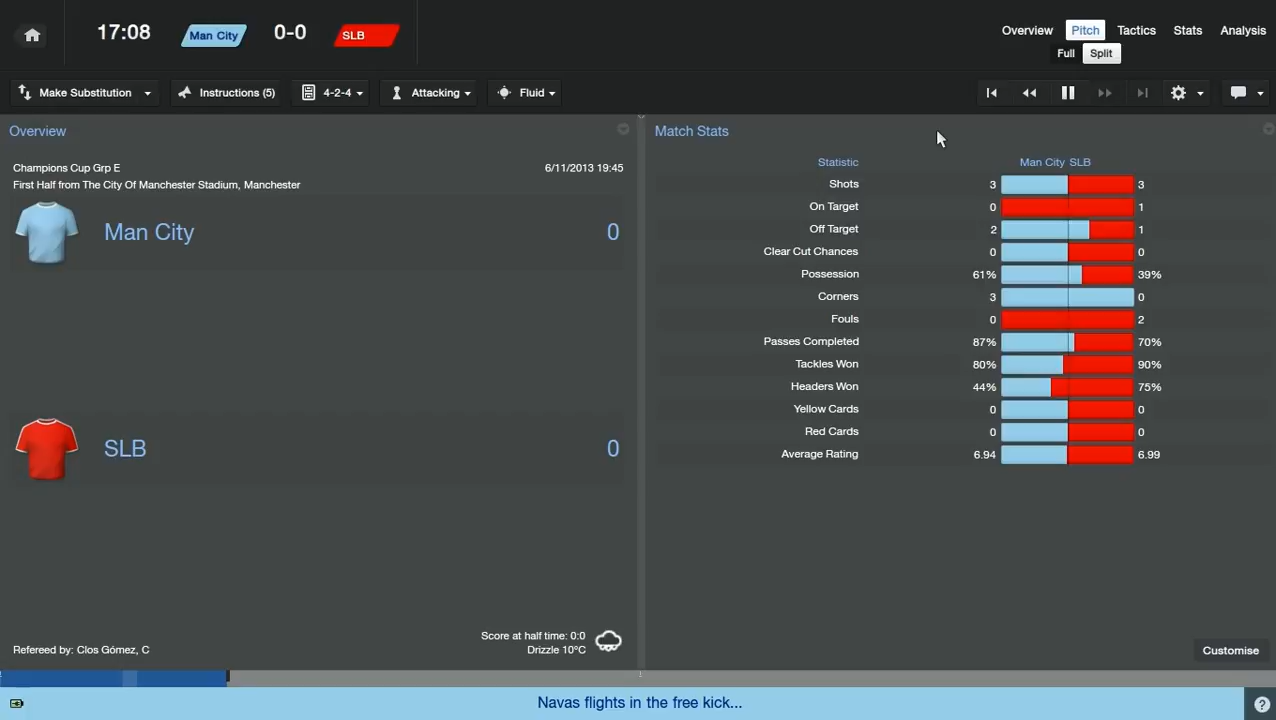 17:08 Man City 0-0 SLB
Overview Pitch Tactics Stats Analysis
Full Split
Make Substitution Instructions (5) 4-2-4 Attacking Fluid
Overview
Champions Cup Grp E 6/11/2013 19:45
First Half from The City Of Manchester Stadium, Manchester
Man City 0
SLB 0
Score at half time: 0:0
Refereed by: Clos Gómez, C Drizzle 10°C
Match Stats
Statistic Man City SLB
Shots 3 3
On Target 0 1
Off Target 2 1
Clear Cut Chances 0 0
Possession 61% 39%
Corners 3 0
Fouls 0 2
Passes Completed 87% 70%
Tackles Won 80% 90%
Headers Won 44% 75%
Yellow Cards 0 0
Red Cards 0 0
Average Rating 6.94 6.99
Customise
Navas flights in the free kick...
?